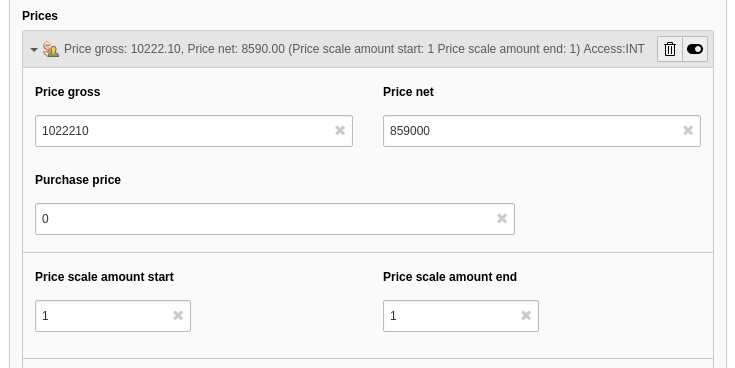 Prices
Price gross: 10222.10, Price net: 8590.00 (Price scale amount start: 1 Price scale amount end: 1) Access:INT
Price gross Price net
1022210 859000
Purchase price
0
Price scale amount start Price scale amount end
1 1